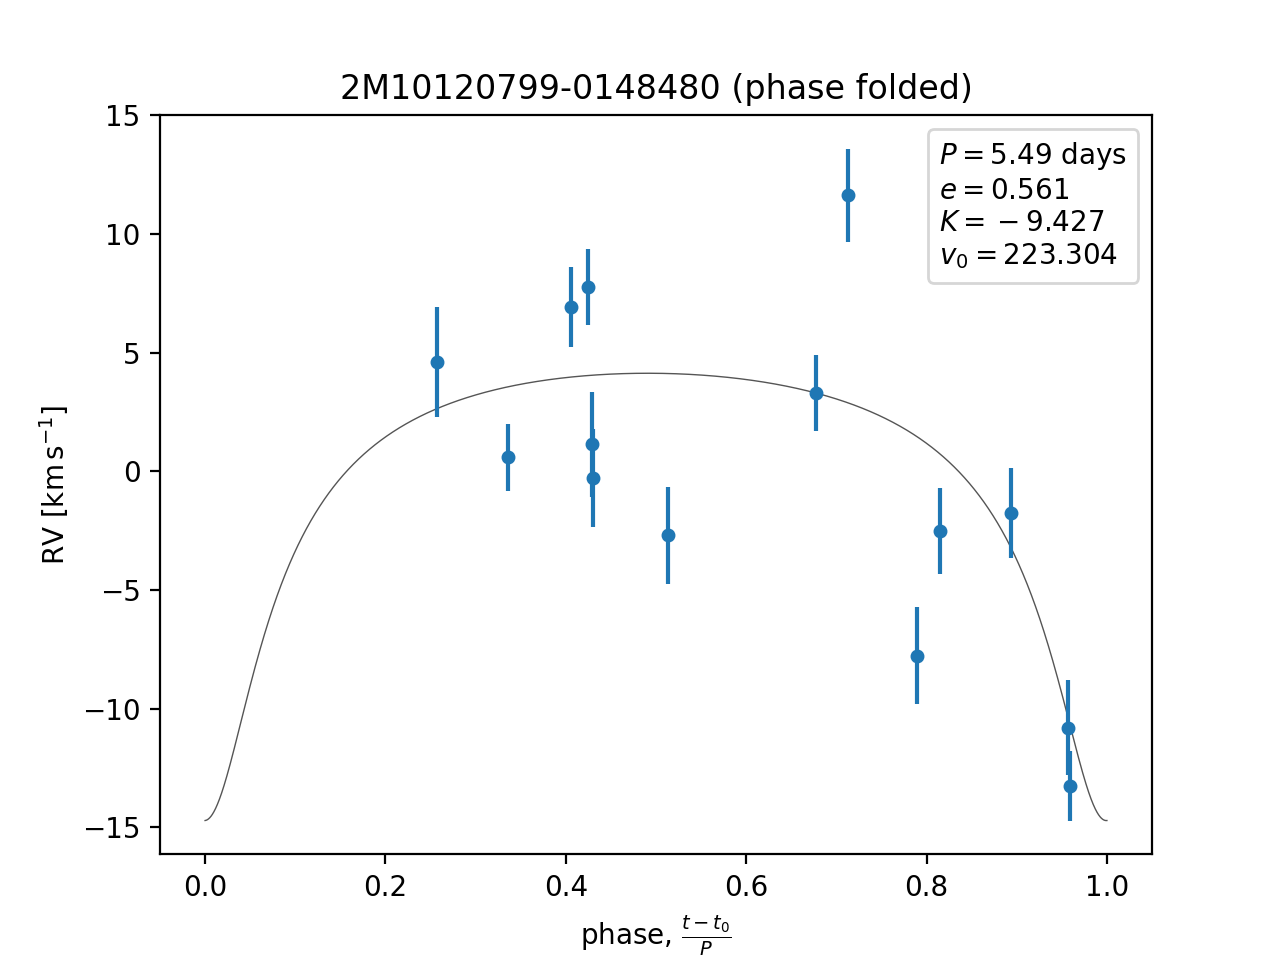 2M10120799-0148480 (phase folded)
P = 5.49 days
e = 0.561
K = −9.427
v₀ = 223.304
15
10
5
0
−5
−10
−15
RV [km s⁻¹]
0.0 0.2 0.4 0.6 0.8 1.0
phase, (t − t₀)/P